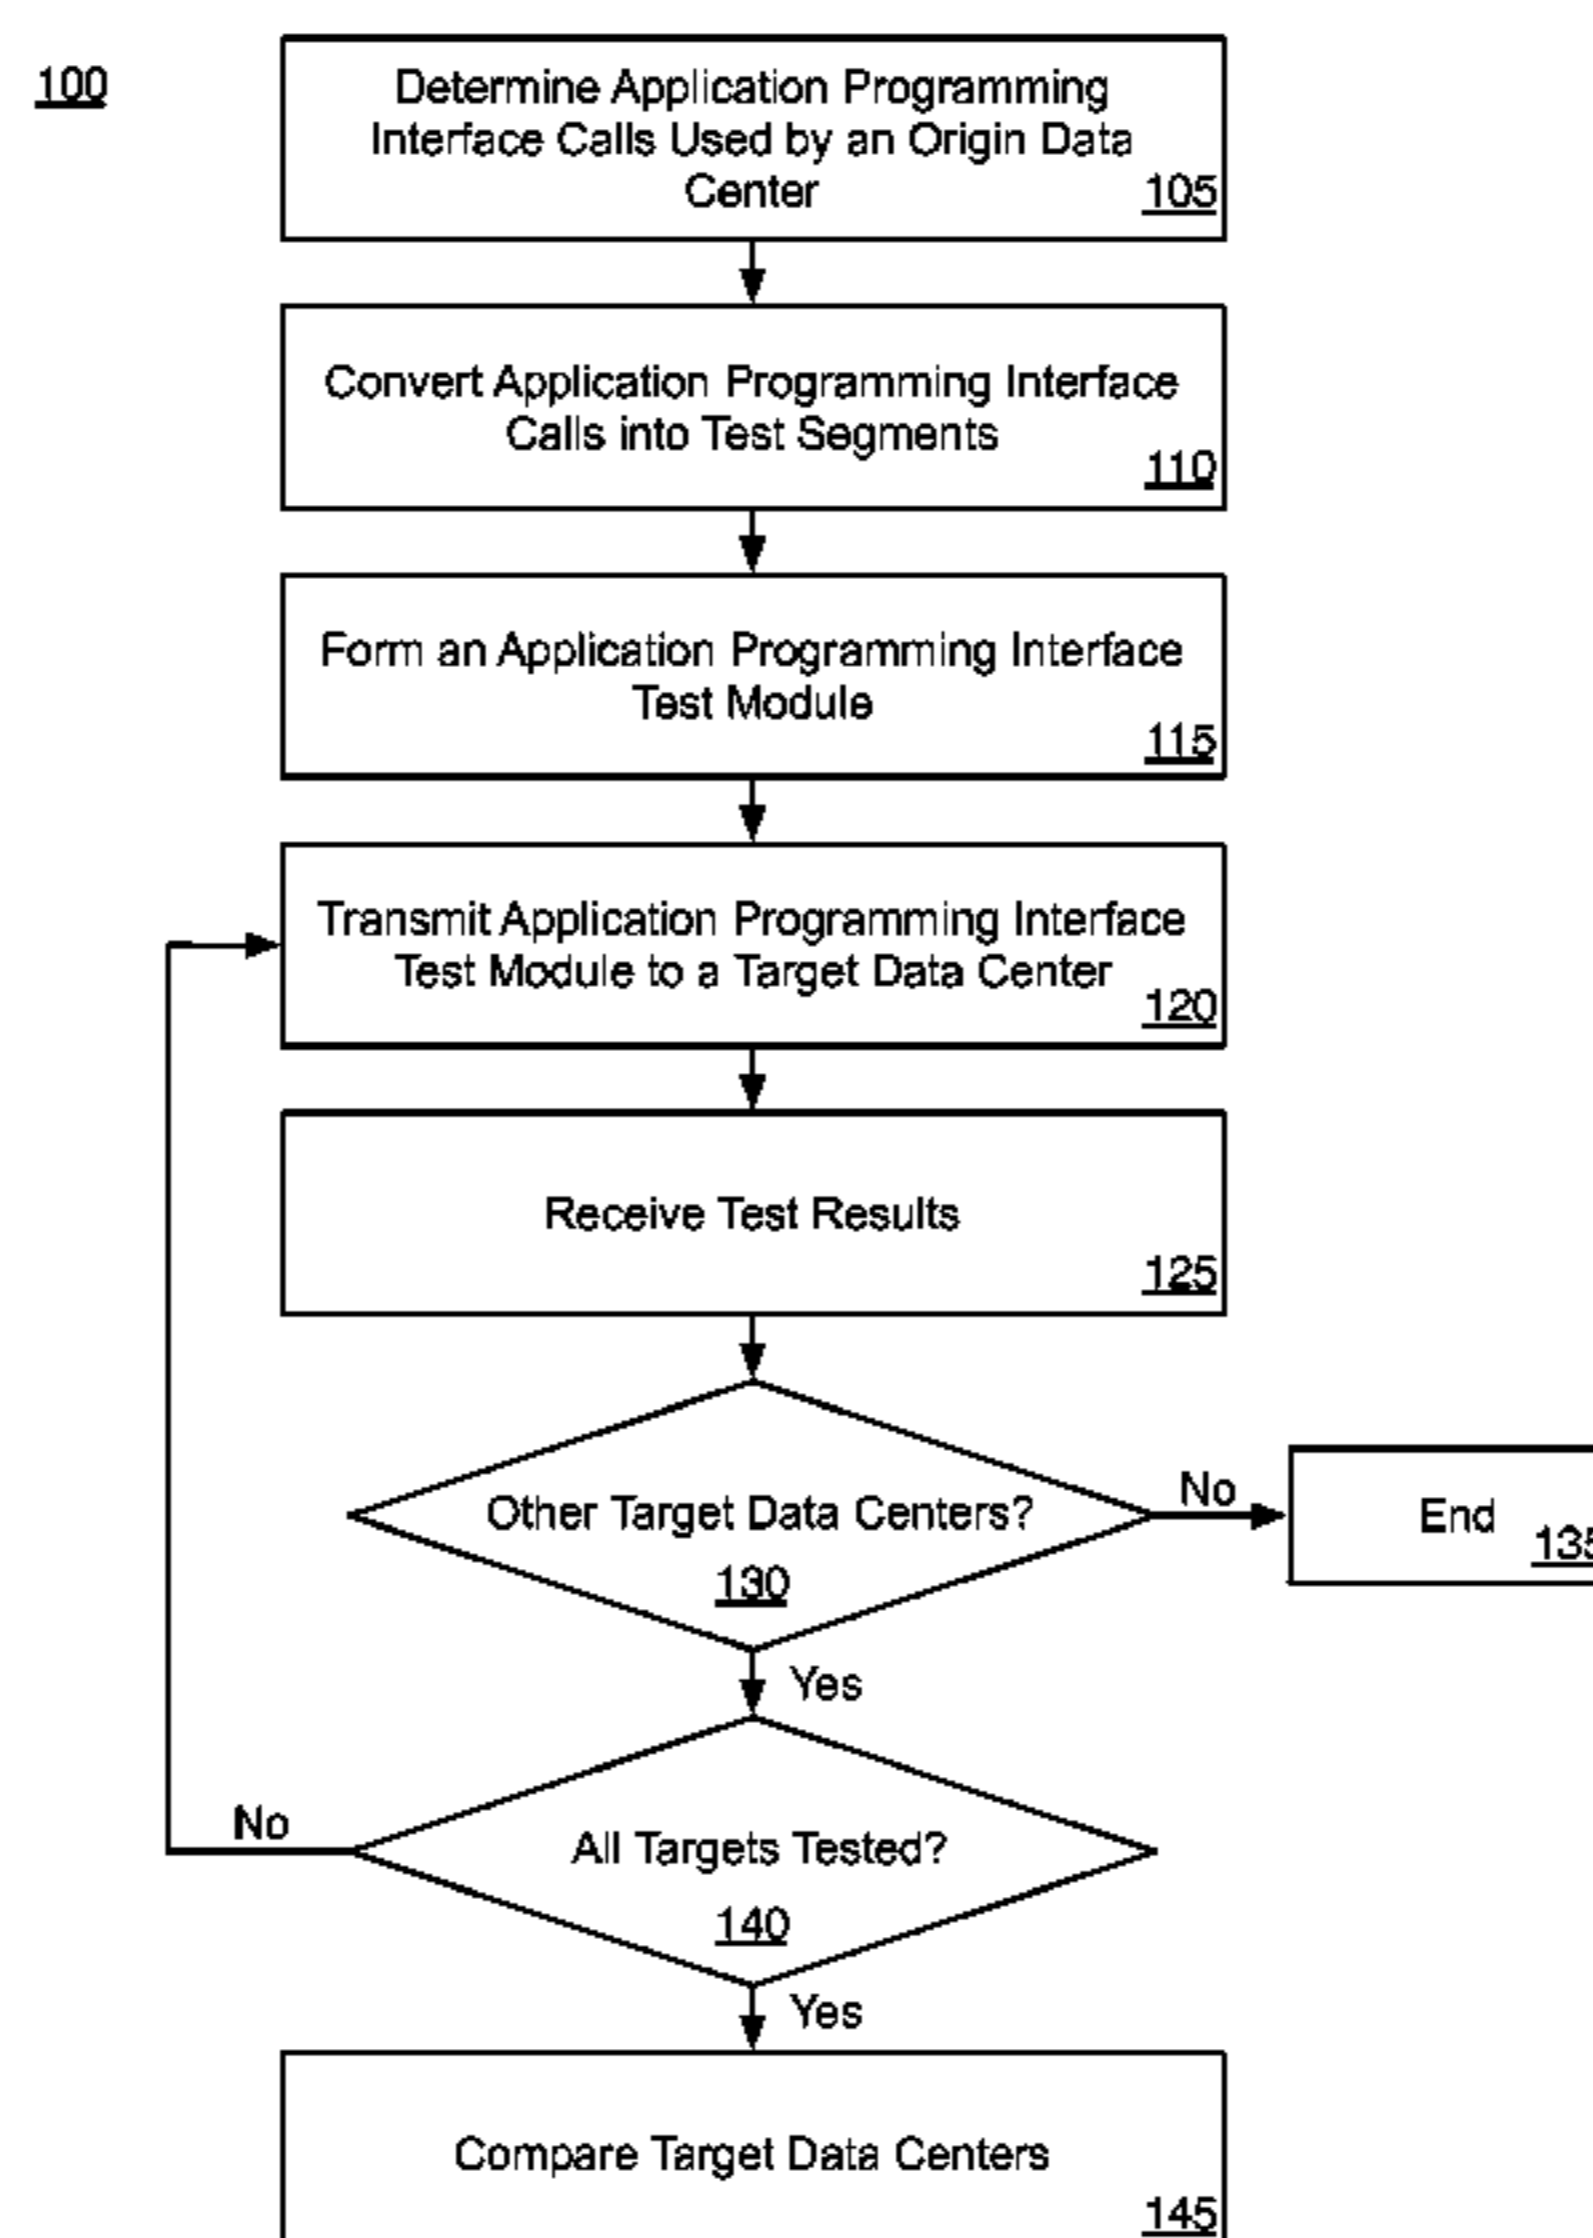 100
Determine Application Programming
Interface Calls Used by an Origin Data
Center
105
Convert Application Programming Interface
Calls into Test Segments
110
Form an Application Programming Interface
Test Module
115
Transmit Application Programming Interface
Test Module to a Target Data Center
120
Receive Test Results
125
Other Target Data Centers?
130
No
End
135
Yes
All Targets Tested?
140
No
Yes
Compare Target Data Centers
145